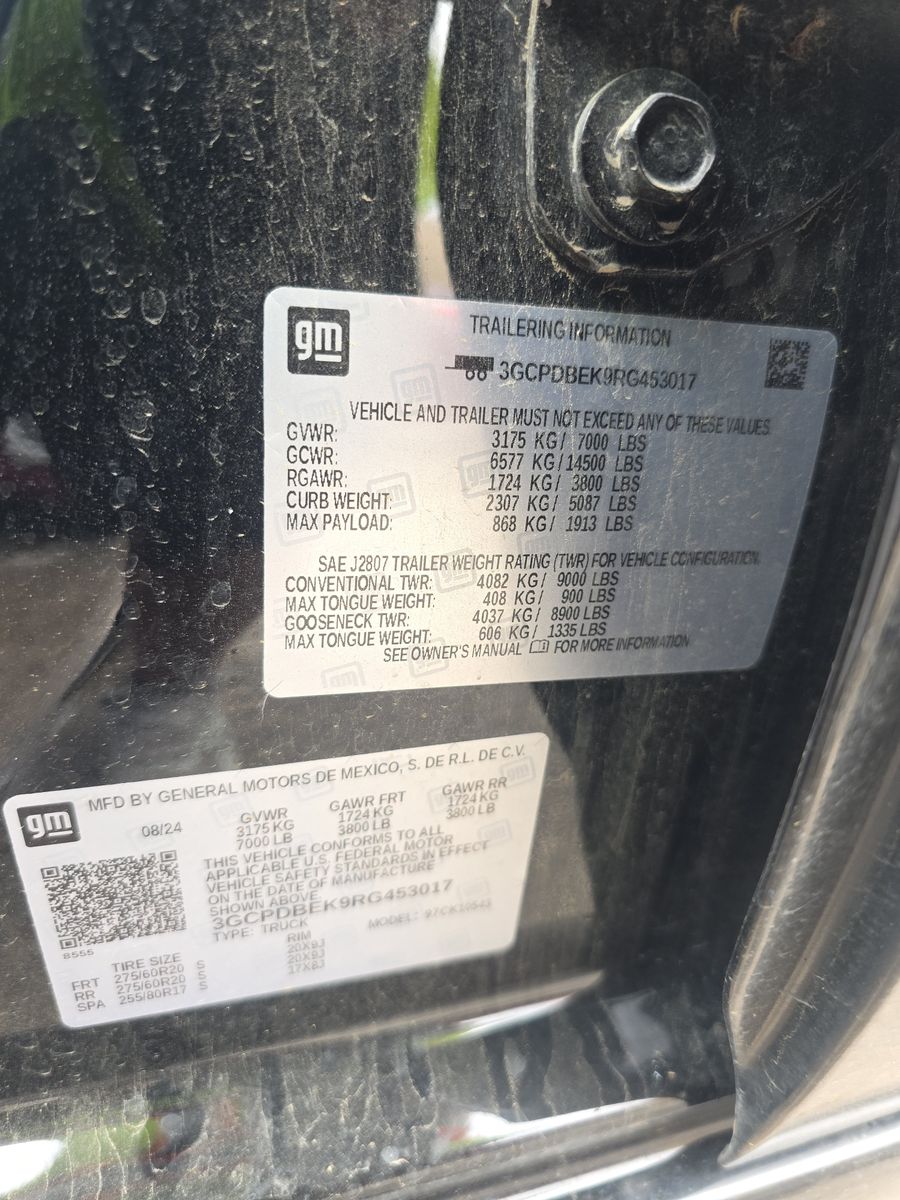 gm
TRAILERING INFORMATION
3GCPDBEK9RG453017
VEHICLE AND TRAILER MUST NOT EXCEED ANY OF THESE VALUES.
GVWR: 3175 KG/ 7000 LBS
GCWR: 6577 KG/14500 LBS
RGAWR: 1724 KG/ 3800 LBS
CURB WEIGHT: 2307 KG/ 5087 LBS
MAX PAYLOAD: 868 KG/ 1913 LBS
SAE J2807 TRAILER WEIGHT RATING (TWR) FOR VEHICLE CONFIGURATION.
CONVENTIONAL TWR: 4082 KG/ 9000 LBS
MAX TONGUE WEIGHT: 408 KG/ 900 LBS
GOOSENECK TWR: 4037 KG/ 8900 LBS
MAX TONGUE WEIGHT: 606 KG/ 1335 LBS
SEE OWNER'S MANUAL FOR MORE INFORMATION
gm
MFD BY GENERAL MOTORS DE MEXICO, S. DE R.L. DE C.V.
08/24 GVWR GAWR FRT GAWR RR
3175 KG 1724 KG 1724 KG
7000 LB 3800 LB 3800 LB
THIS VEHICLE CONFORMS TO ALL
APPLICABLE U.S. FEDERAL MOTOR
VEHICLE SAFETY STANDARDS IN EFFECT
ON THE DATE OF MANUFACTURE
SHOWN ABOVE
3GCPDBEK9RG453017
TYPE: TRUCK MODEL: 97CK10543
8555
TIRE SIZE RIM
FRT 275/60R20 S 20X9J
RR 275/60R20 S 20X9J
SPA 255/80R17 S 17X8J